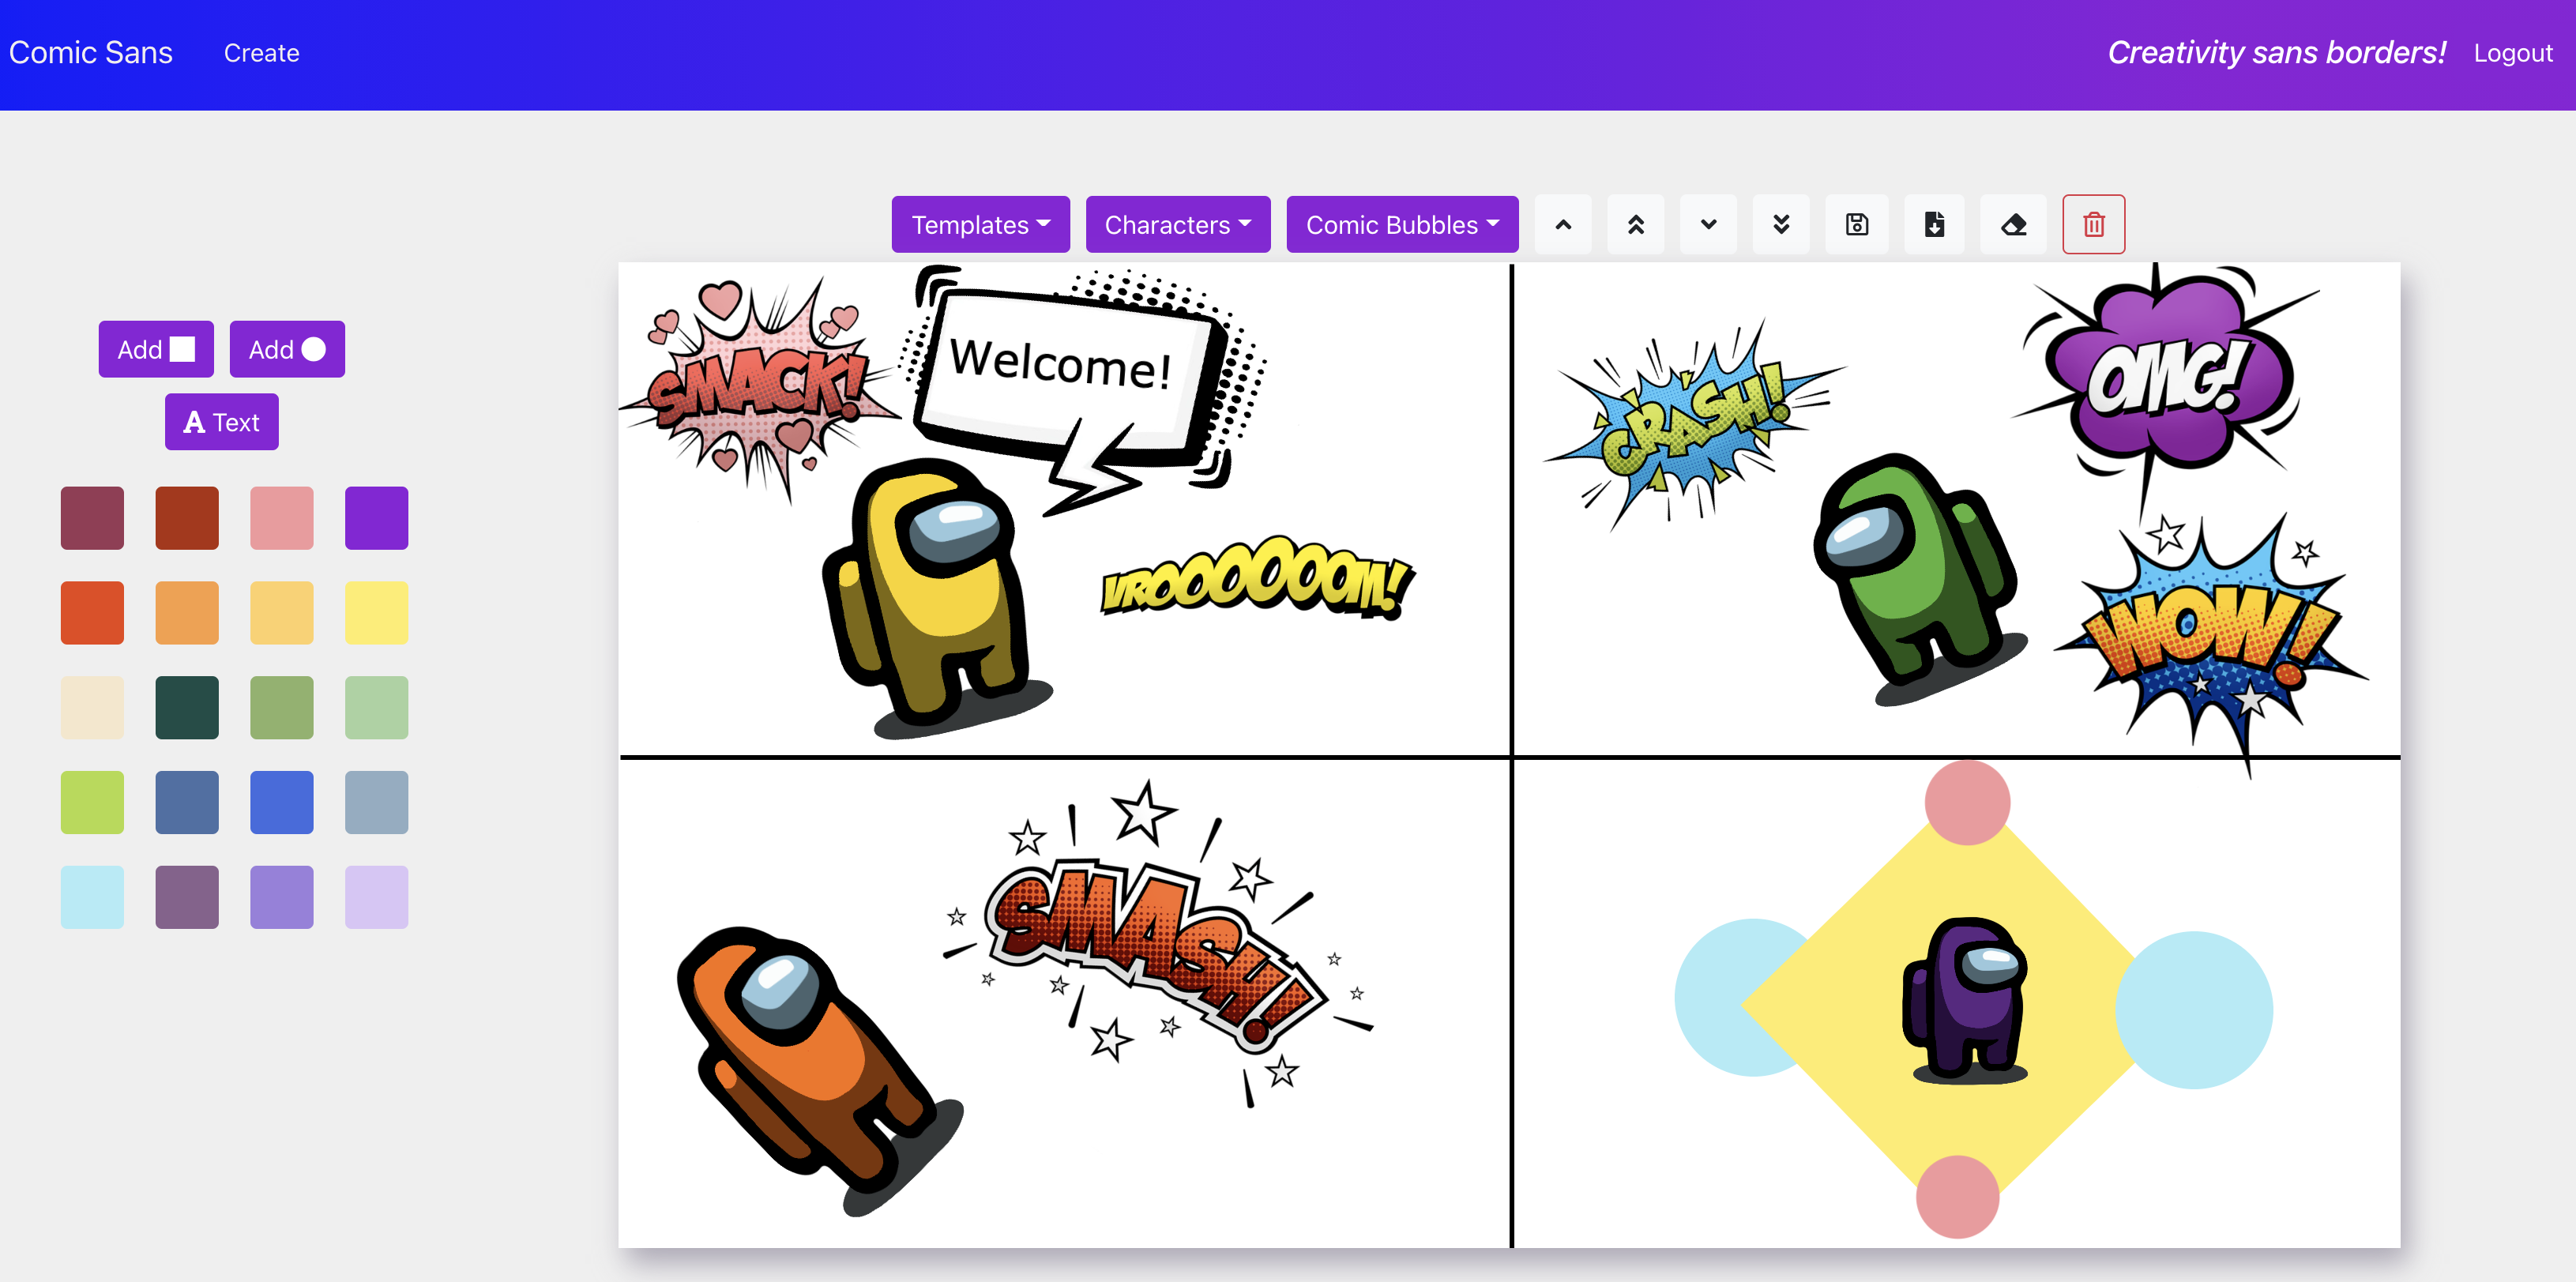 Comic Sans
Create
Creativity sans borders!
Logout
Templates
Characters
Comic Bubbles
Add
Add
A Text
SMACK!
Welcome!
VROOOOOOM!
CRASH!
OMG!
WOW!
SMASH!